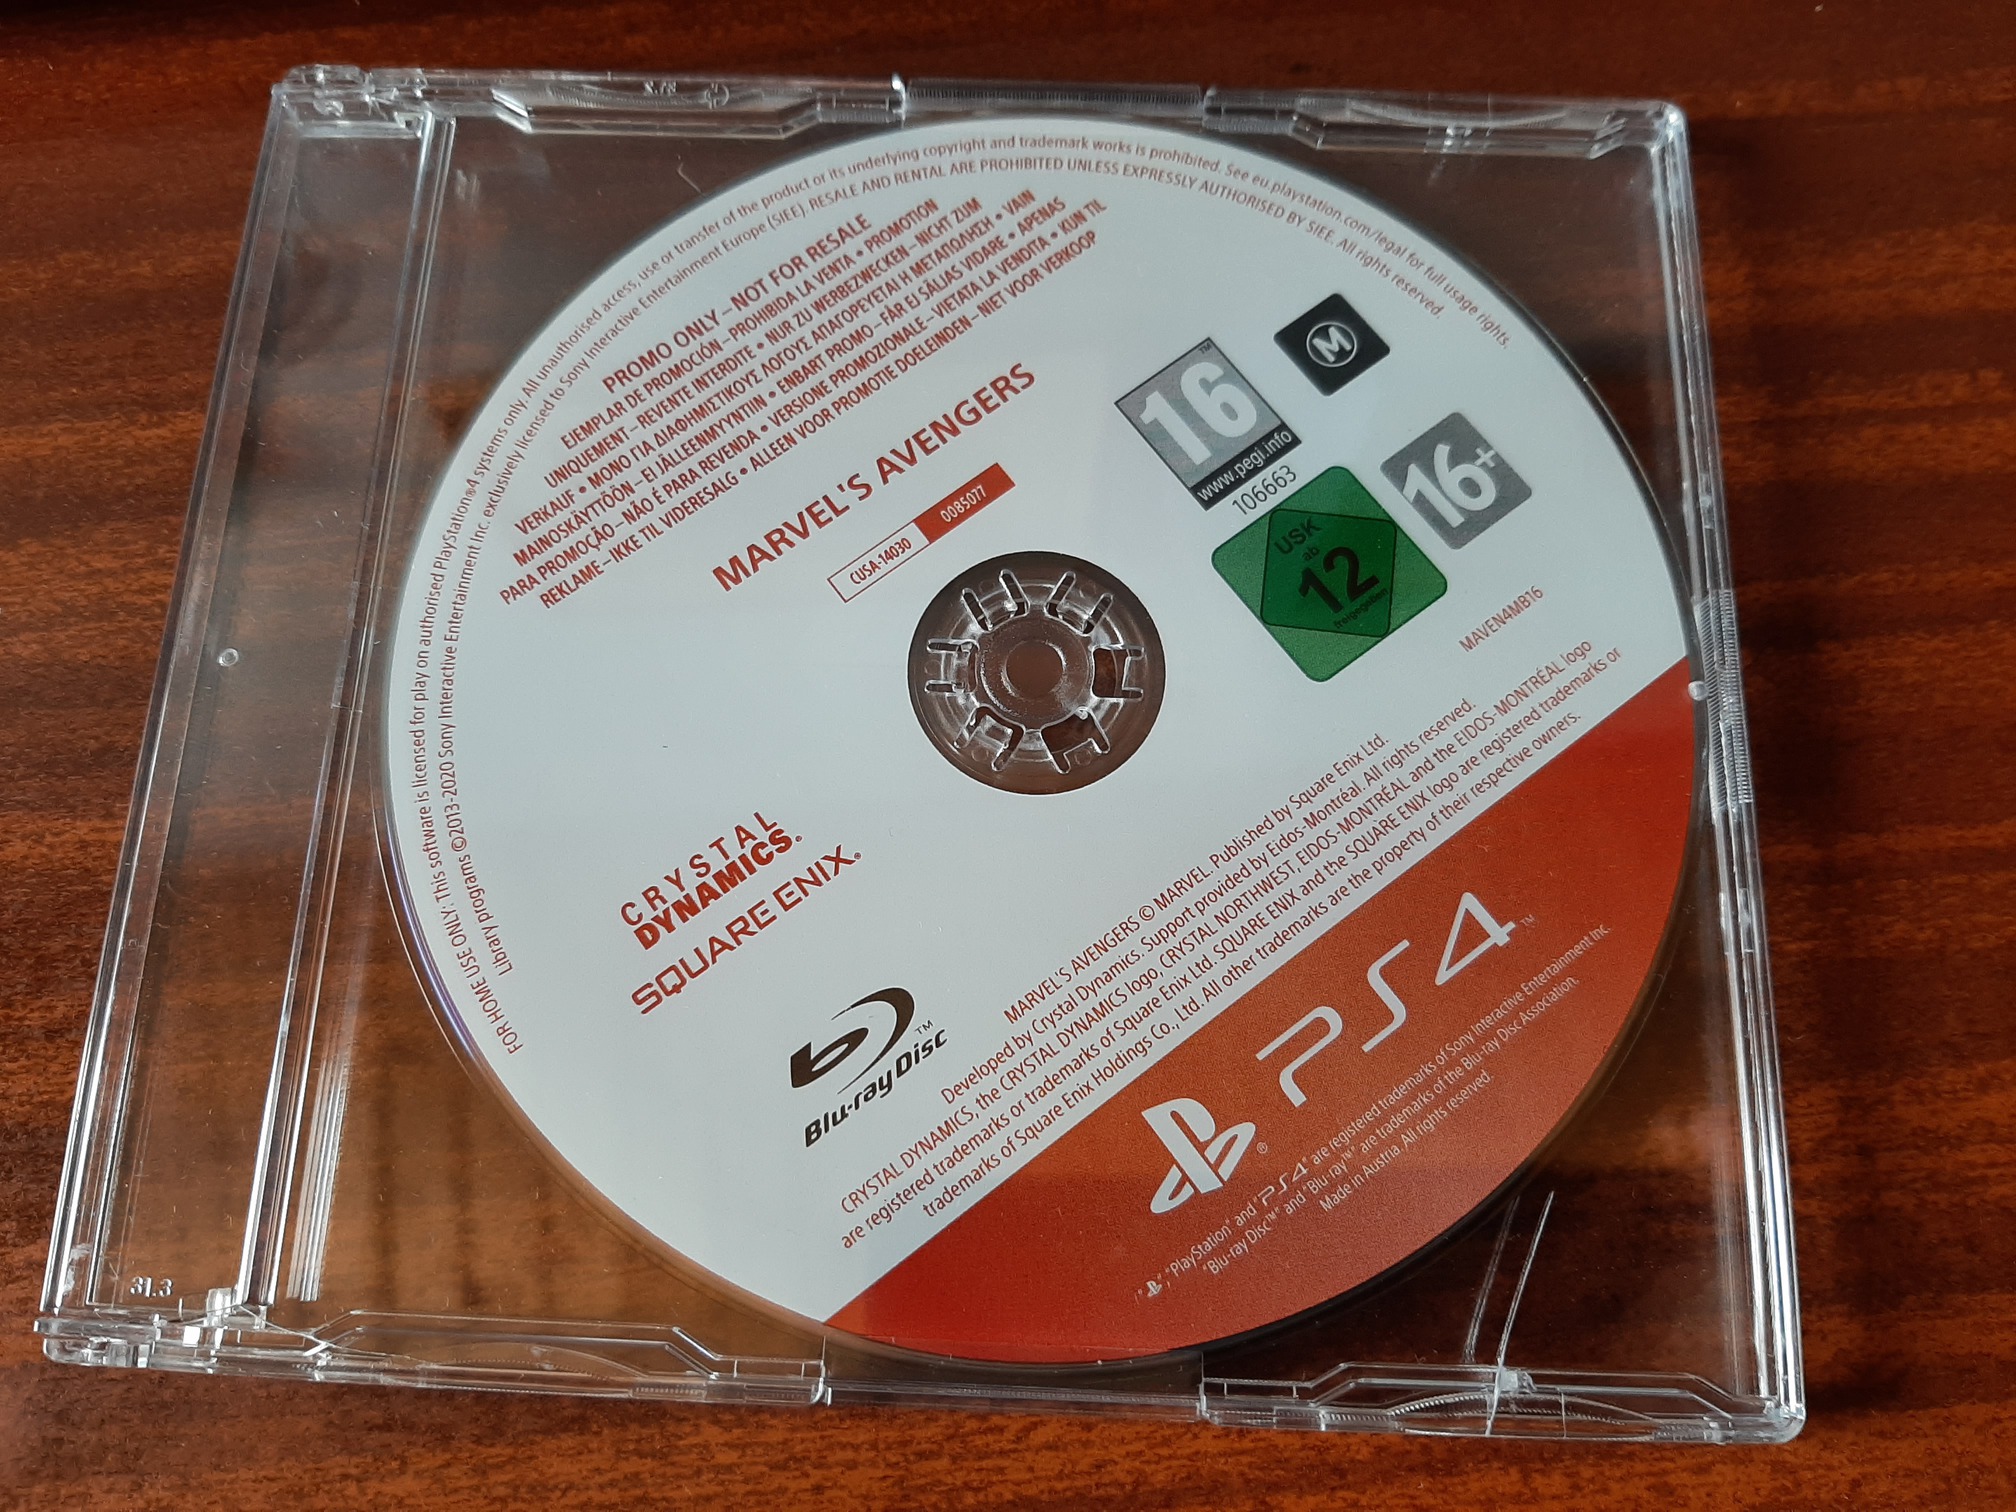 FOR HOME USE ONLY: This software is licensed for play on authorised PlayStation®4 systems only. All unauthorised access, use or transfer of the product or its underlying copyright and trademark works is prohibited. See eu.playstation.com/legal for full usage rights.
Library programs ©2013-2020 Sony Interactive Entertainment Inc. exclusively licensed to Sony Interactive Entertainment Europe (SIEE). RESALE AND RENTAL ARE PROHIBITED UNLESS EXPRESSLY AUTHORISED BY SIEE. All rights reserved.
PROMO ONLY – NOT FOR RESALE
EJEMPLAR DE PROMOCIÓN – PROHIBIDA LA VENTA • PROMOTION
UNIQUEMENT – REVENTE INTERDITE • NUR ZU WERBEZWECKEN – NICHT ZUM
VERKAUF • ΜΟΝΟ ΓΙΑ ΔΙΑΦΗΜΙΣΤΙΚΟΥΣ ΛΟΓΟΥΣ ΑΠΑΓΟΡΕΥΕΤΑΙ Η ΜΕΤΑΠΩΛΗΣΗ • VAIN
MAINOSKÄYTÖÖN – EI JÄLLEENMYYNTIIN • ENBART PROMO – FÅR EJ SÄLJAS VIDARE • APENAS
PARA PROMOÇÃO – NÃO É PARA REVENDA • VERSIONE PROMOZIONALE – VIETATA LA VENDITA • KUN TIL
REKLAME – IKKE TIL VIDERESALG • ALLEEN VOOR PROMOTIE DOELEINDEN – NIET VOOR VERKOOP
MARVEL'S AVENGERS
CUSA-14030 0085077
16™
www.pegi.info
106663
M
16+
USK
ab
12
freigegeben
MAVEN4MB16
CRYSTAL
DYNAMICS®
SQUARE ENIX®
Blu-ray Disc™
MARVEL'S AVENGERS © MARVEL. Published by Square Enix Ltd.
Developed by Crystal Dynamics. Support provided by Eidos-Montréal. All rights reserved.
CRYSTAL DYNAMICS, the CRYSTAL DYNAMICS logo, CRYSTAL NORTHWEST, EIDOS-MONTRÉAL and the EIDOS-MONTRÉAL logo
are registered trademarks or trademarks of Square Enix Ltd. SQUARE ENIX and the SQUARE ENIX logo are registered trademarks or
trademarks of Square Enix Holdings Co., Ltd. All other trademarks are the property of their respective owners.
® PS4™
"PlayStation" and "PS4" are registered trademarks of Sony Interactive Entertainment Inc.
"Blu-ray Disc™" and "Blu-ray™" are trademarks of the Blu-ray Disc Association.
Made in Austria. All rights reserved.
31.3